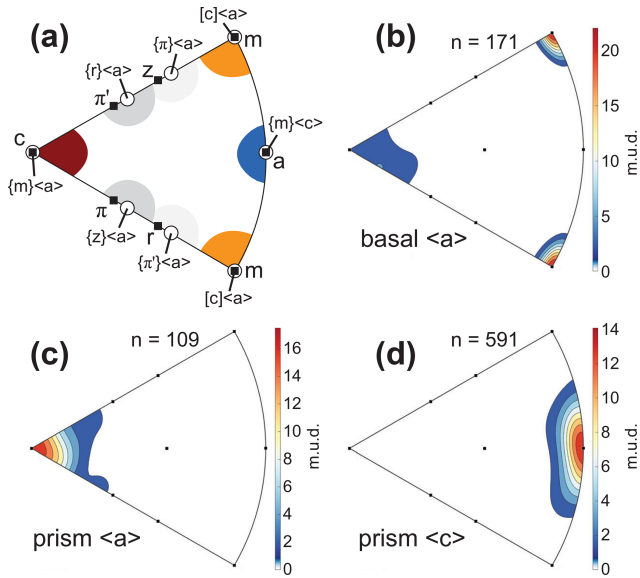 (a)
[c]<a>
m
{π}<a>
{r}<a>
z
π'
c
{m}<a>
{m}<c>
a
π
{z}<a>
r
{π'}<a>
m
[c]<a>
(b)
n = 171
basal <a>
20
15
10
5
0
m.u.d.
(c)
n = 109
prism <a>
16
14
12
10
8
6
4
2
0
m.u.d.
(d)
n = 591
prism <c>
14
12
10
8
6
4
2
0
m.u.d.